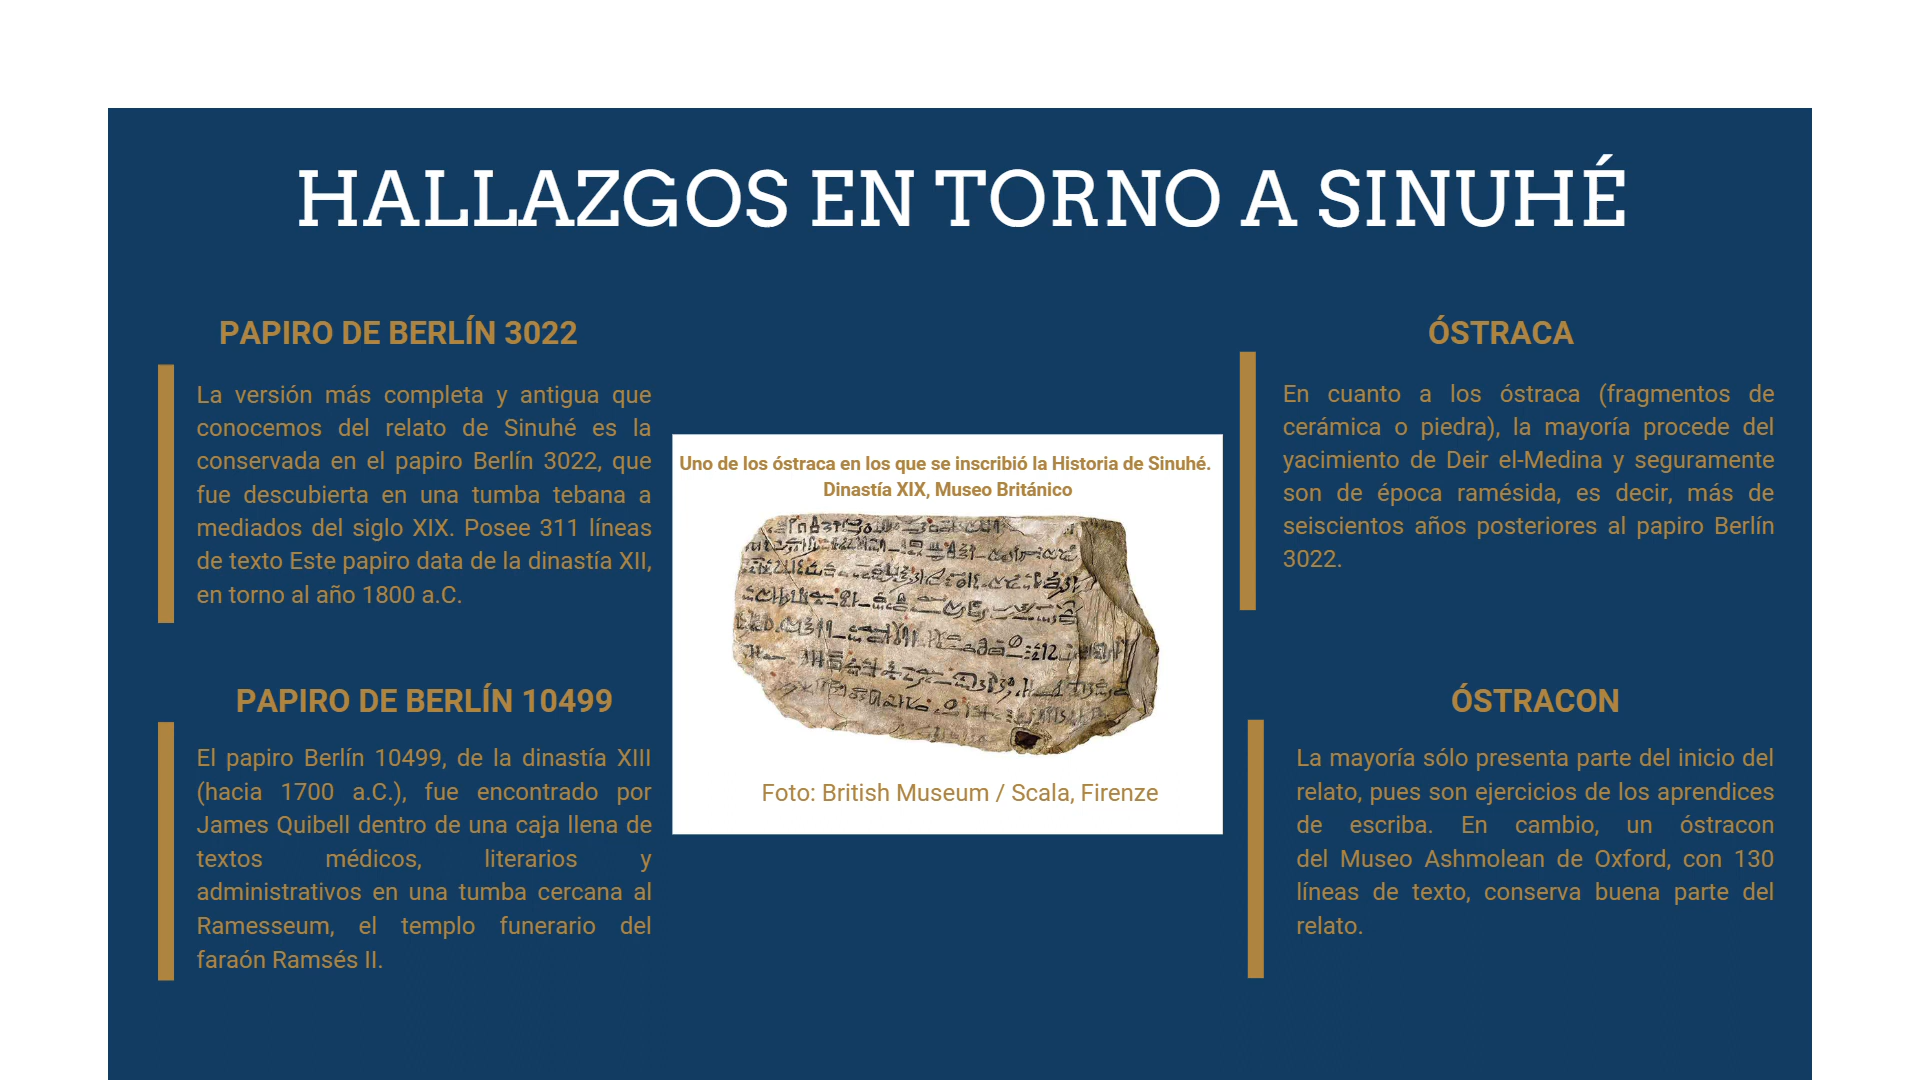 HALLAZGOS EN TORNO A SINUHÉ
PAPIRO DE BERLÍN 3022
La versión más completa y antigua que
conocemos del relato de Sinuhé es la
conservada en el papiro Berlín 3022, que
fue descubierta en una tumba tebana a
mediados del siglo XIX. Posee 311 líneas
de texto Este papiro data de la dinastía XII,
en torno al año 1800 a.C.
PAPIRO DE BERLÍN 10499
El papiro Berlín 10499, de la dinastía XIII
(hacia 1700 a.C.), fue encontrado por
James Quibell dentro de una caja llena de
textos médicos, literarios y
administrativos en una tumba cercana al
Ramesseum, el templo funerario del
faraón Ramsés II.
Uno de los óstraca en los que se inscribió la Historia de Sinuhé.
Dinastía XIX, Museo Británico
Foto: British Museum / Scala, Firenze
ÓSTRACA
En cuanto a los óstraca (fragmentos de
cerámica o piedra), la mayoría procede del
yacimiento de Deir el-Medina y seguramente
son de época ramésida, es decir, más de
seiscientos años posteriores al papiro Berlín
3022.
ÓSTRACON
La mayoría sólo presenta parte del inicio del
relato, pues son ejercicios de los aprendices
de escriba. En cambio, un óstracon
del Museo Ashmolean de Oxford, con 130
líneas de texto, conserva buena parte del
relato.